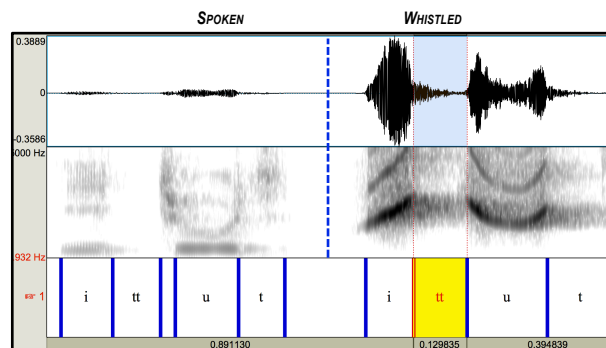 SPOKEN WHISTLED
0.3889
0
-0.3586
5000 Hz
932 Hz
☞ 1 i tt u t i tt u t
0.891130 0.129835 0.394839